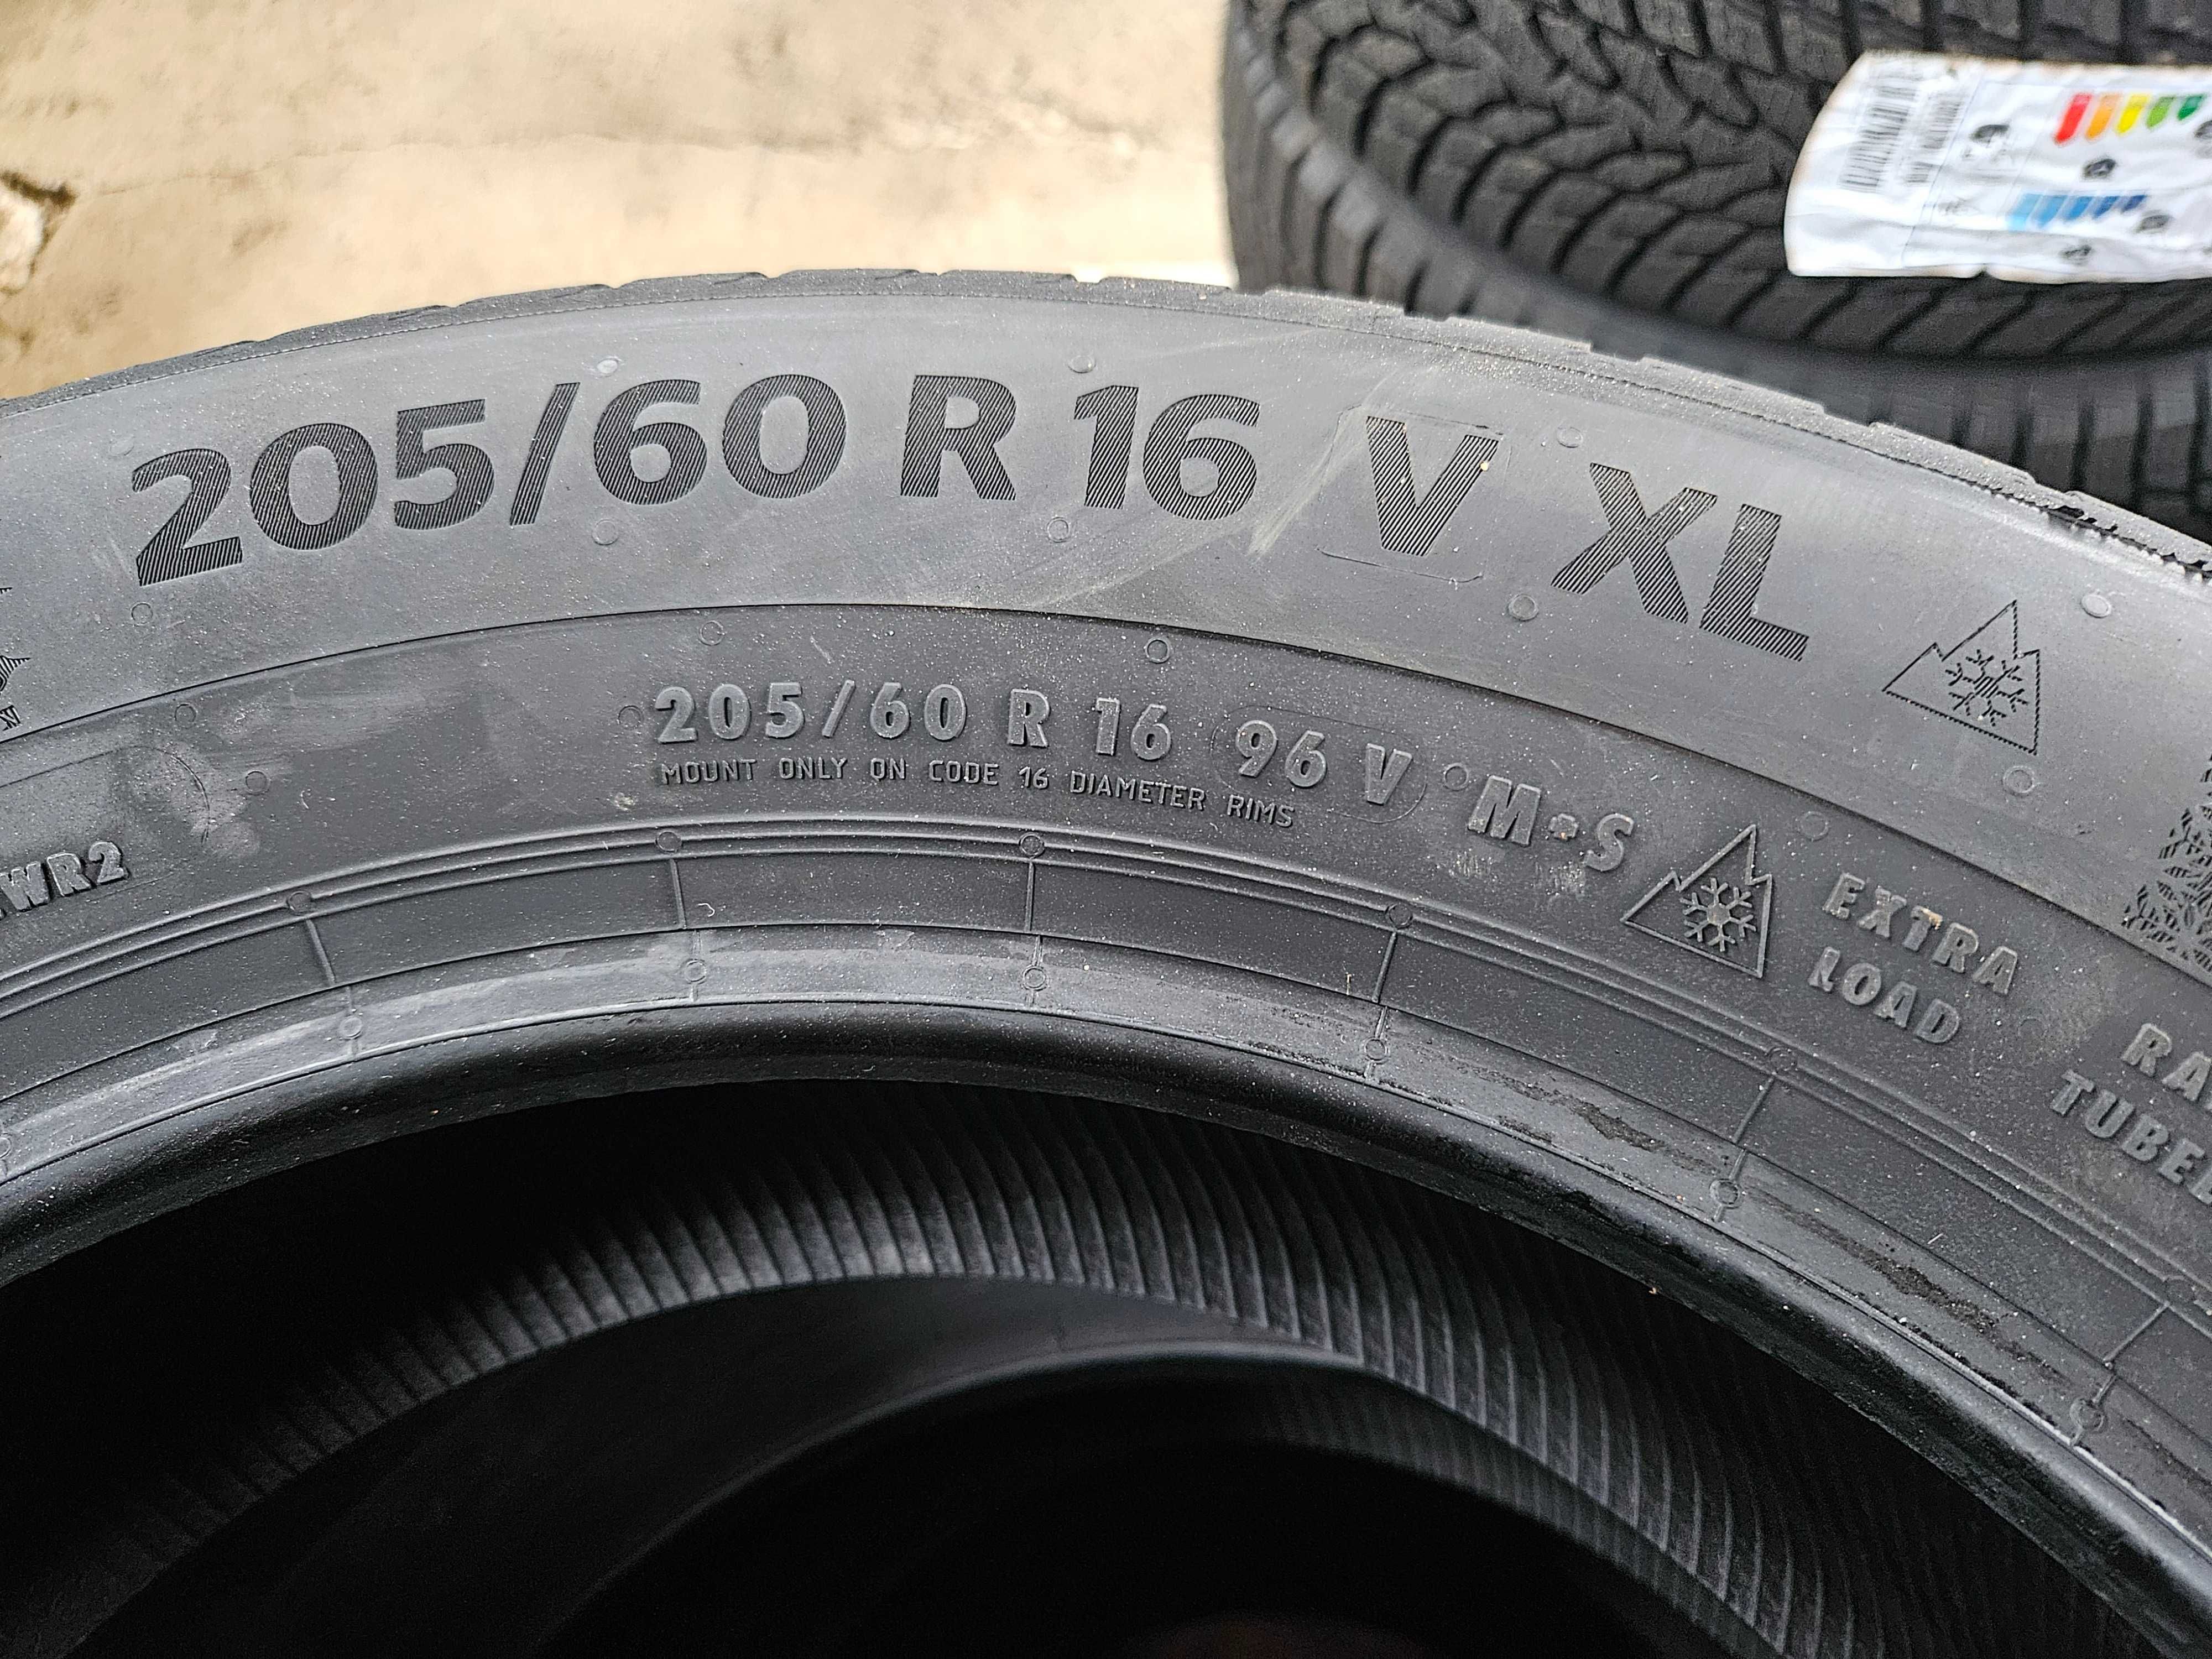 205/60 R 16 V XL
205/60 R 16 96 V M+S
MOUNT ONLY ON CODE 16 DIAMETER RIMS
EXTRA
LOAD
WR2